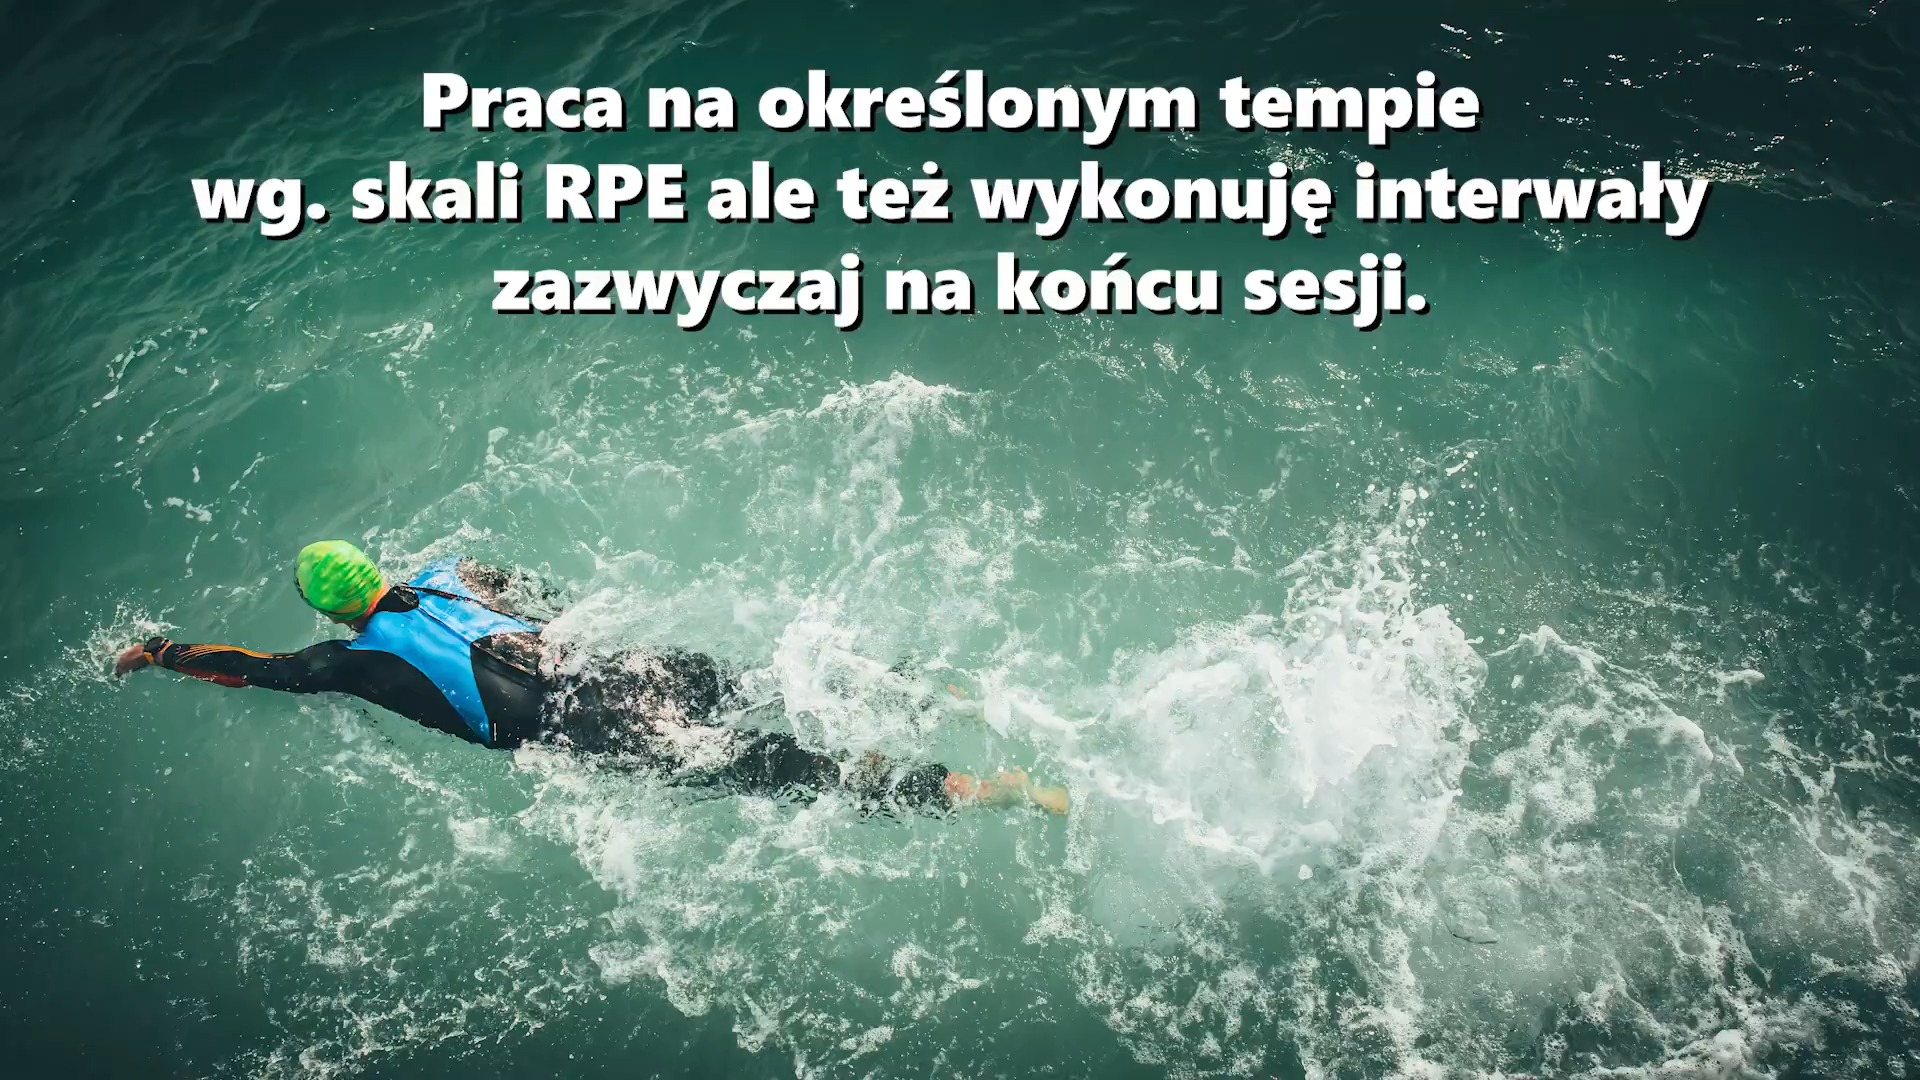 Praca na określonym tempie
wg. skali RPE ale też wykonuję interwały
zazwyczaj na końcu sesji.